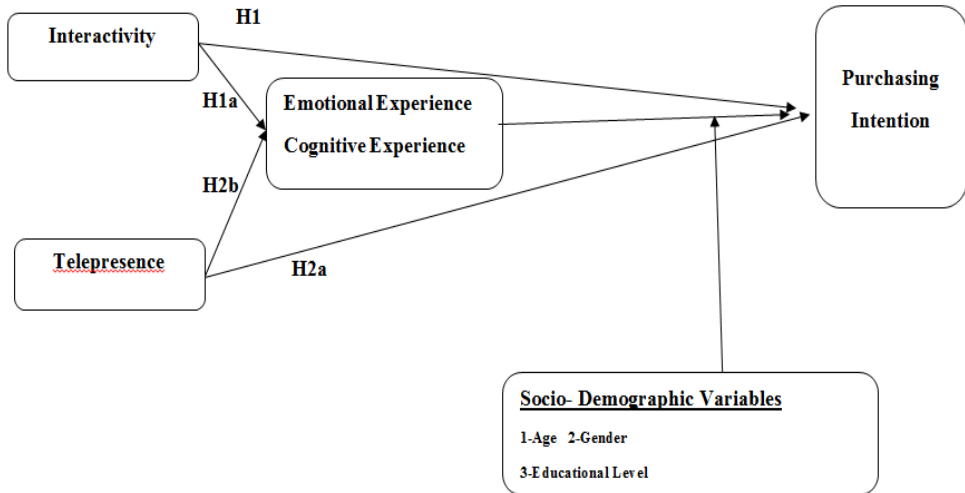 H1
Interactivity
Purchasing
Intention
H1a
Emotional Experience
Cognitive Experience
H2b
Telepresence
H2a
Socio- Demographic Variables
1-Age 2-Gender
3-Educational Level